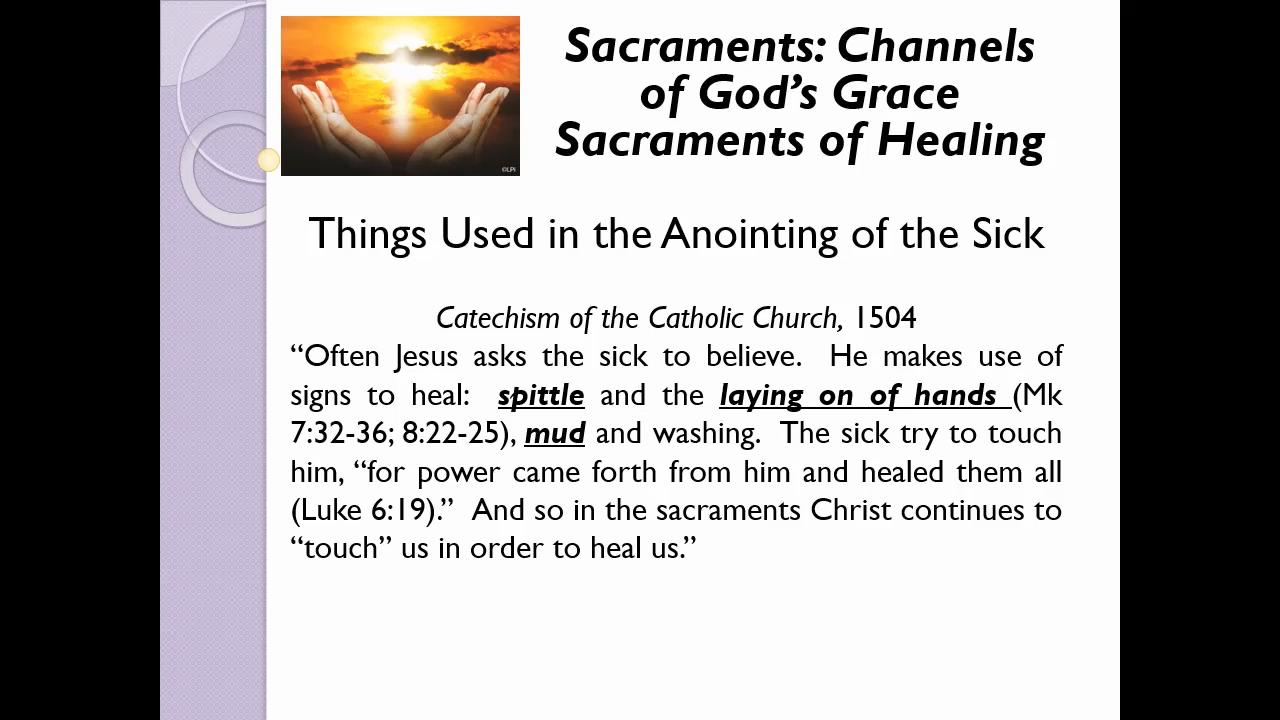 Sacraments: Channels
of God’s Grace
Sacraments of Healing
©LPi
Things Used in the Anointing of the Sick
Catechism of the Catholic Church, 1504
“Often Jesus asks the sick to believe. He makes use of
signs to heal: spittle and the laying on of hands (Mk
7:32-36; 8:22-25), mud and washing. The sick try to touch
him, “for power came forth from him and healed them all
(Luke 6:19).” And so in the sacraments Christ continues to
“touch” us in order to heal us.”